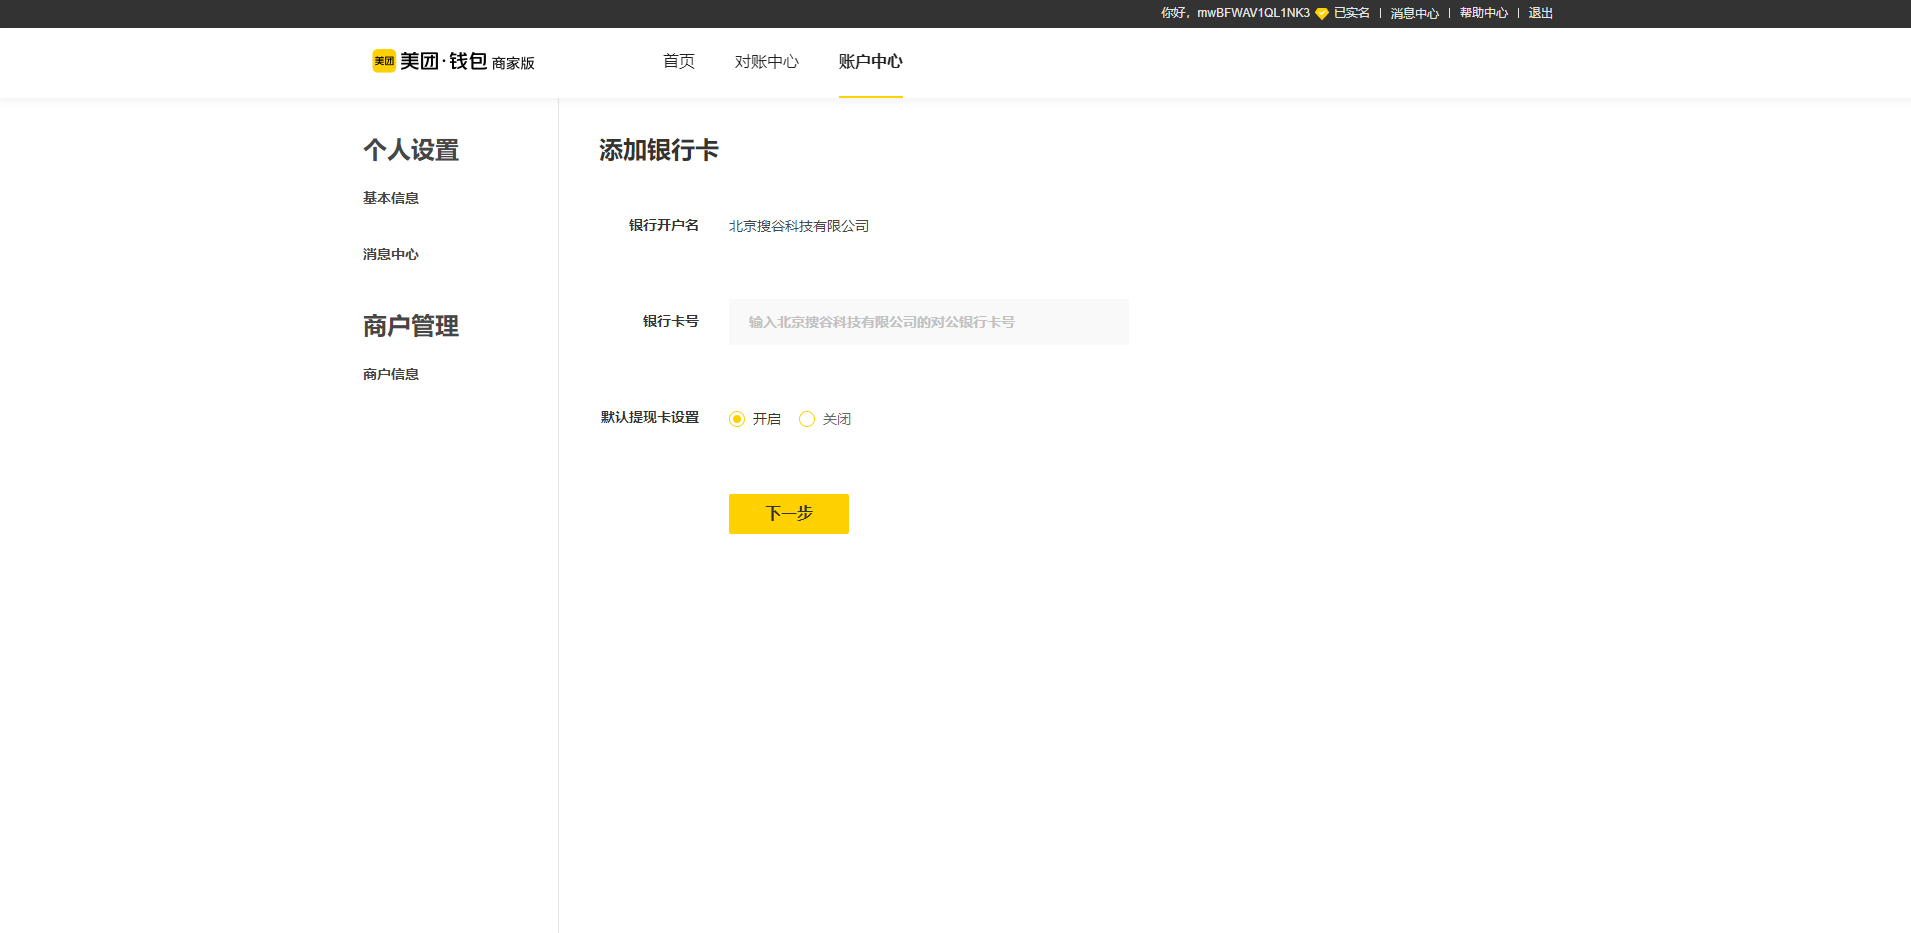 你好，mwBFWAV1QL1NK3 已实名 | 消息中心 | 帮助中心 | 退出
美团 美团·钱包 商家版 首页 对账中心 账户中心
个人设置
基本信息
消息中心
商户管理
商户信息
添加银行卡
银行开户名 北京搜谷科技有限公司
银行卡号 输入北京搜谷科技有限公司的对公银行卡号
默认提现卡设置 开启 关闭
下一步